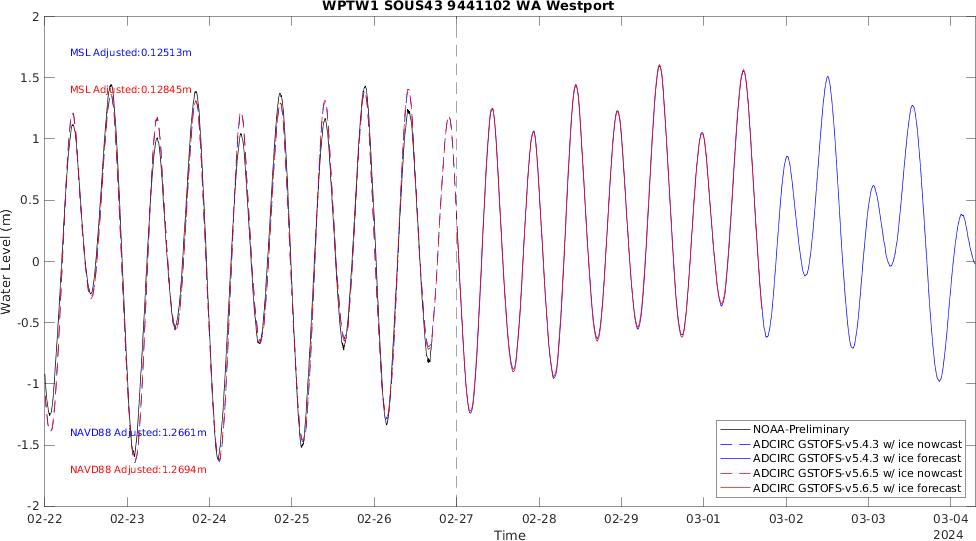 WPTW1 SOUS43 9441102 WA Westport
MSL Adjusted:0.12513m
MSL Adjusted:0.12845m
NAVD88 Adjusted:1.2661m
NAVD88 Adjusted:1.2694m
Water Level (m)
2
1.5
1
0.5
0
-0.5
-1
-1.5
-2
NOAA-Preliminary
ADCIRC GSTOFS-v5.4.3 w/ ice nowcast
ADCIRC GSTOFS-v5.4.3 w/ ice forecast
ADCIRC GSTOFS-v5.6.5 w/ ice nowcast
ADCIRC GSTOFS-v5.6.5 w/ ice forecast
02-22 02-23 02-24 02-25 02-26 02-27 02-28 02-29 03-01 03-02 03-03 03-04
Time
2024